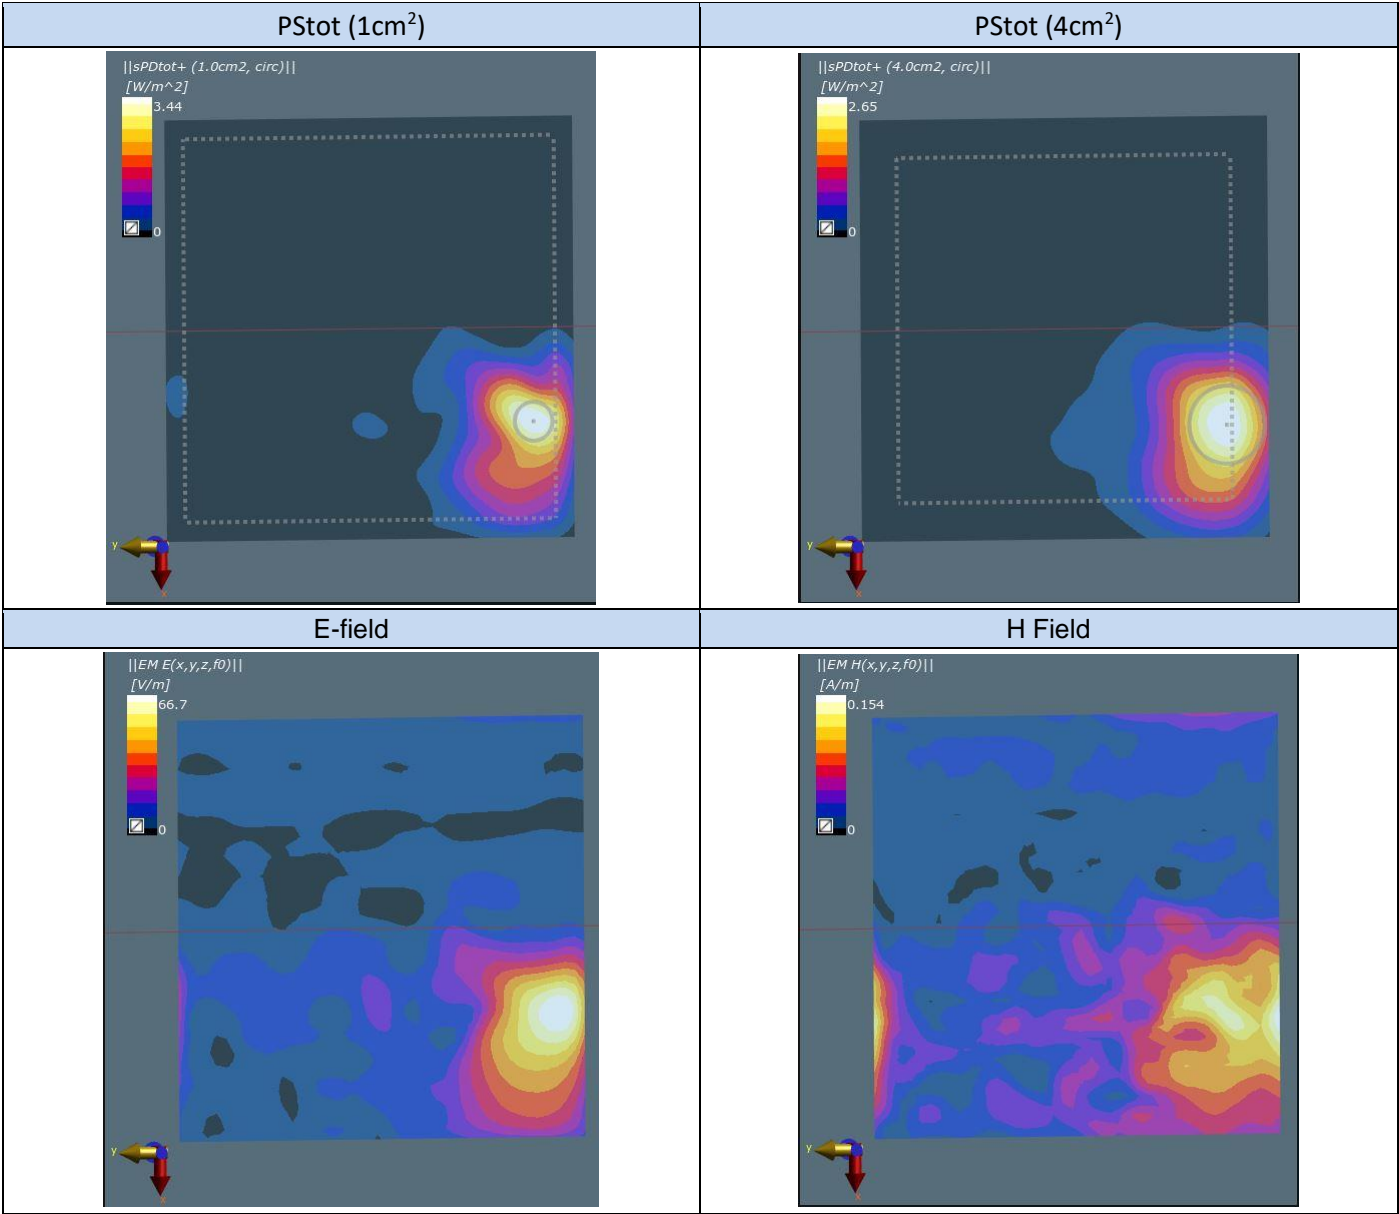 PStot (1cm²)
PStot (4cm²)
||sPDtot+ (1.0cm2, circ)||
[W/m^2]
3.44
0
y
x
||sPDtot+ (4.0cm2, circ)||
[W/m^2]
2.65
0
y
x
E-field
H Field
||EM E(x,y,z,f0)||
[V/m]
66.7
0
y
x
||EM H(x,y,z,f0)||
[A/m]
0.154
0
y
x